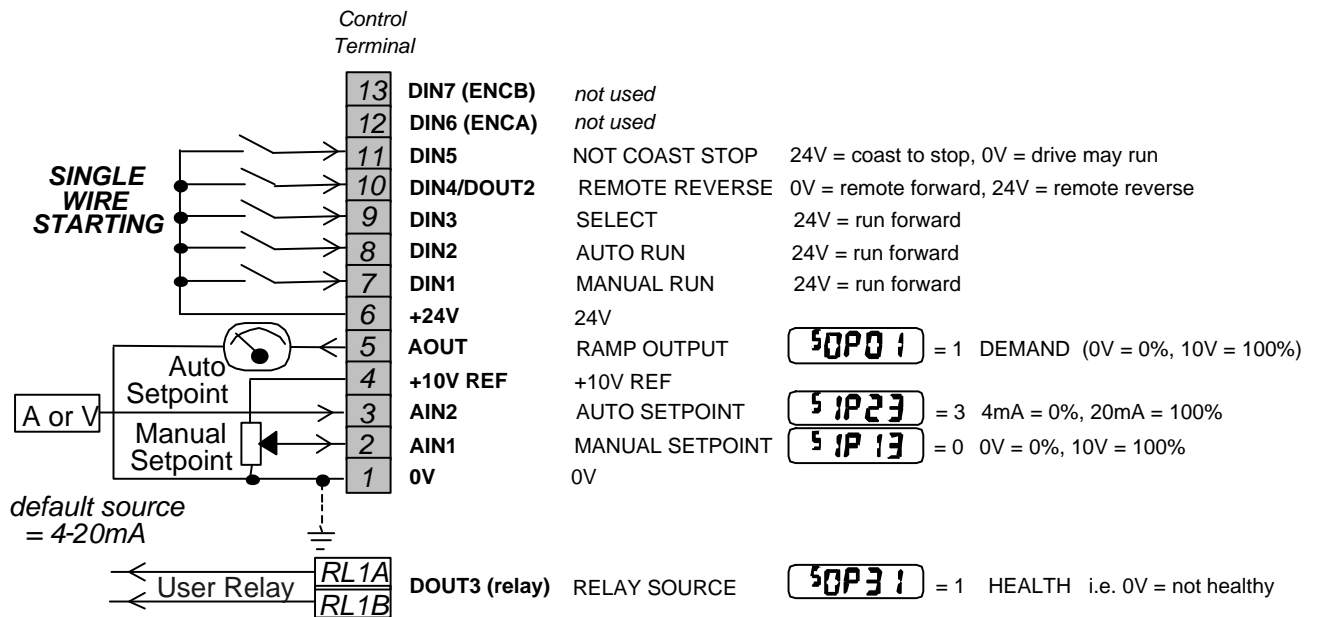 Control
Terminal
13 DIN7 (ENCB) not used
12 DIN6 (ENCA) not used
11 DIN5 NOT COAST STOP 24V = coast to stop, 0V = drive may run
SINGLE
WIRE
STARTING
10 DIN4/DOUT2 REMOTE REVERSE 0V = remote forward, 24V = remote reverse
9 DIN3 SELECT 24V = run forward
8 DIN2 AUTO RUN 24V = run forward
7 DIN1 MANUAL RUN 24V = run forward
6 +24V 24V
5 AOUT RAMP OUTPUT SOP01 = 1 DEMAND (0V = 0%, 10V = 100%)
Auto
Setpoint
4 +10V REF +10V REF
A or V
3 AIN2 AUTO SETPOINT SIP23 = 3 4mA = 0%, 20mA = 100%
Manual
Setpoint
2 AIN1 MANUAL SETPOINT SIP13 = 0 0V = 0%, 10V = 100%
1 0V 0V
default source
= 4-20mA
User Relay
RL1A
RL1B
DOUT3 (relay) RELAY SOURCE SOP31 = 1 HEALTH i.e. 0V = not healthy